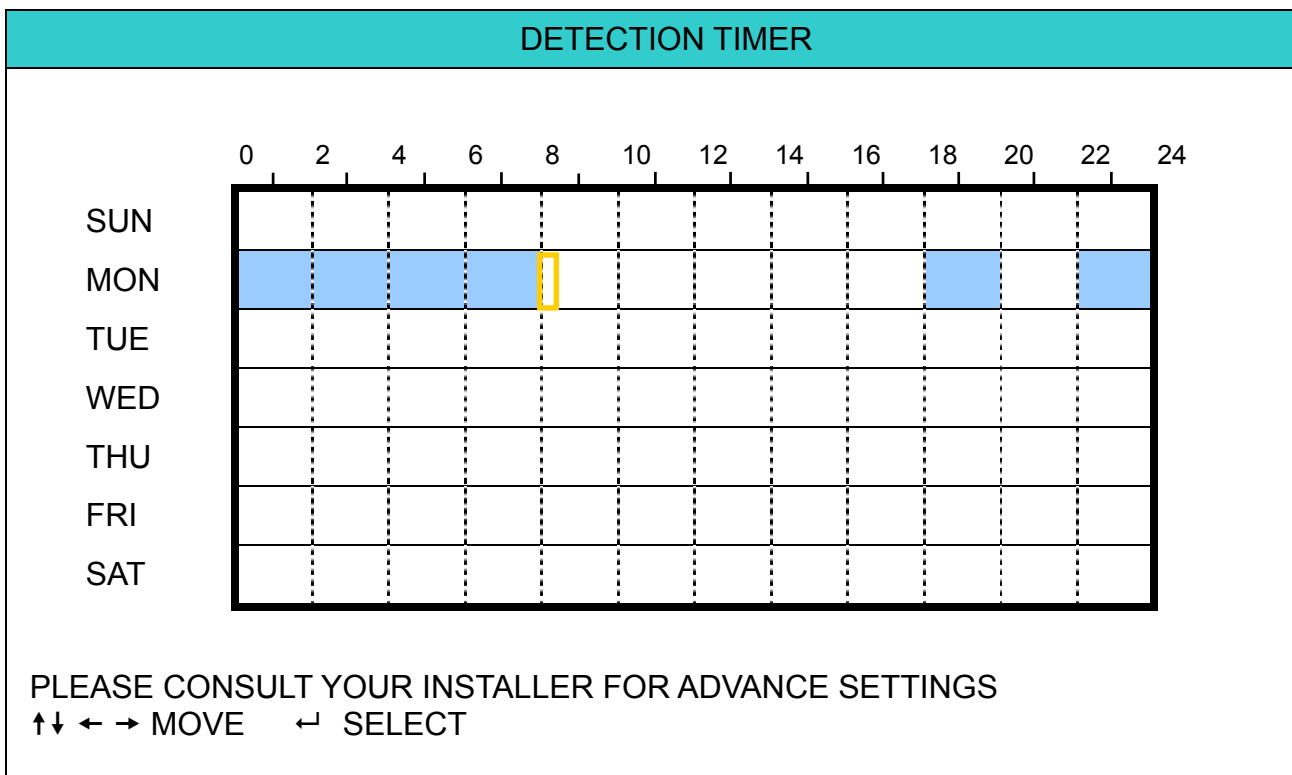 DETECTION TIMER
0 2 4 6 8 10 12 14 16 18 20 22 24
SUN
MON
TUE
WED
THU
FRI
SAT
PLEASE CONSULT YOUR INSTALLER FOR ADVANCE SETTINGS
↑↓ ← → MOVE ↵ SELECT